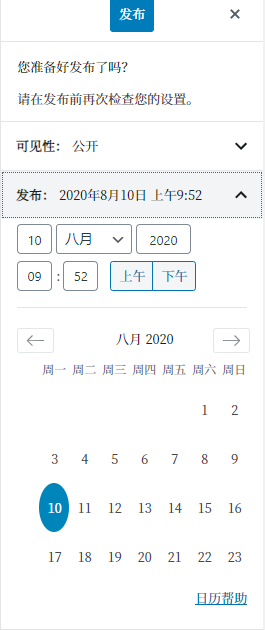 发布
您准备好发布了吗?
请在发布前再次检查您的设置。
可见性： 公开
发布： 2020年8月10日 上午9:52
10 八月 2020
09 : 52 上午 下午
八月 2020
周一 周二 周三 周四 周五 周六 周日
1 2
3 4 5 6 7 8 9
10 11 12 13 14 15 16
17 18 19 20 21 22 23
日历帮助